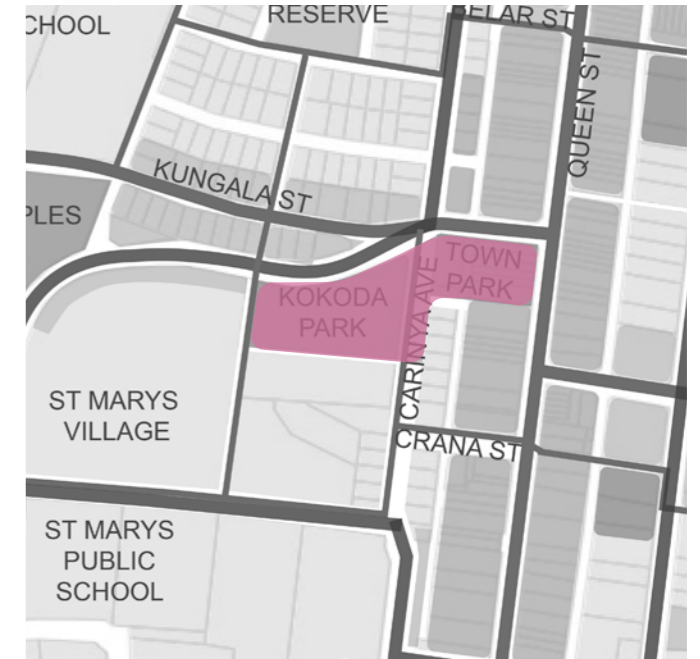 RESERVE
CHOOL
BELAR ST
QUEEN ST
KUNGALA ST
PLES
TOWN
PARK
KOKODA
PARK
CARINYA AVE
ST MARYS
VILLAGE
CRANA ST
ST MARYS
PUBLIC
SCHOOL